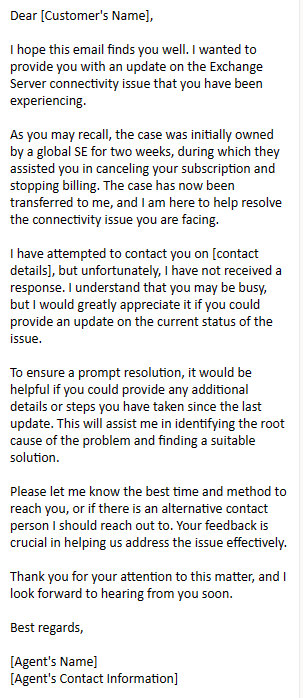 Dear [Customer's Name],
I hope this email finds you well. I wanted to
provide you with an update on the Exchange
Server connectivity issue that you have been
experiencing.
As you may recall, the case was initially owned
by a global SE for two weeks, during which they
assisted you in canceling your subscription and
stopping billing. The case has now been
transferred to me, and I am here to help resolve
the connectivity issue you are facing.
I have attempted to contact you on [contact
details], but unfortunately, I have not received a
response. I understand that you may be busy,
but I would greatly appreciate it if you could
provide an update on the current status of the
issue.
To ensure a prompt resolution, it would be
helpful if you could provide any additional
details or steps you have taken since the last
update. This will assist me in identifying the root
cause of the problem and finding a suitable
solution.
Please let me know the best time and method to
reach you, or if there is an alternative contact
person I should reach out to. Your feedback is
crucial in helping us address the issue effectively.
Thank you for your attention to this matter, and I
look forward to hearing from you soon.
Best regards,
[Agent's Name]
[Agent's Contact Information]